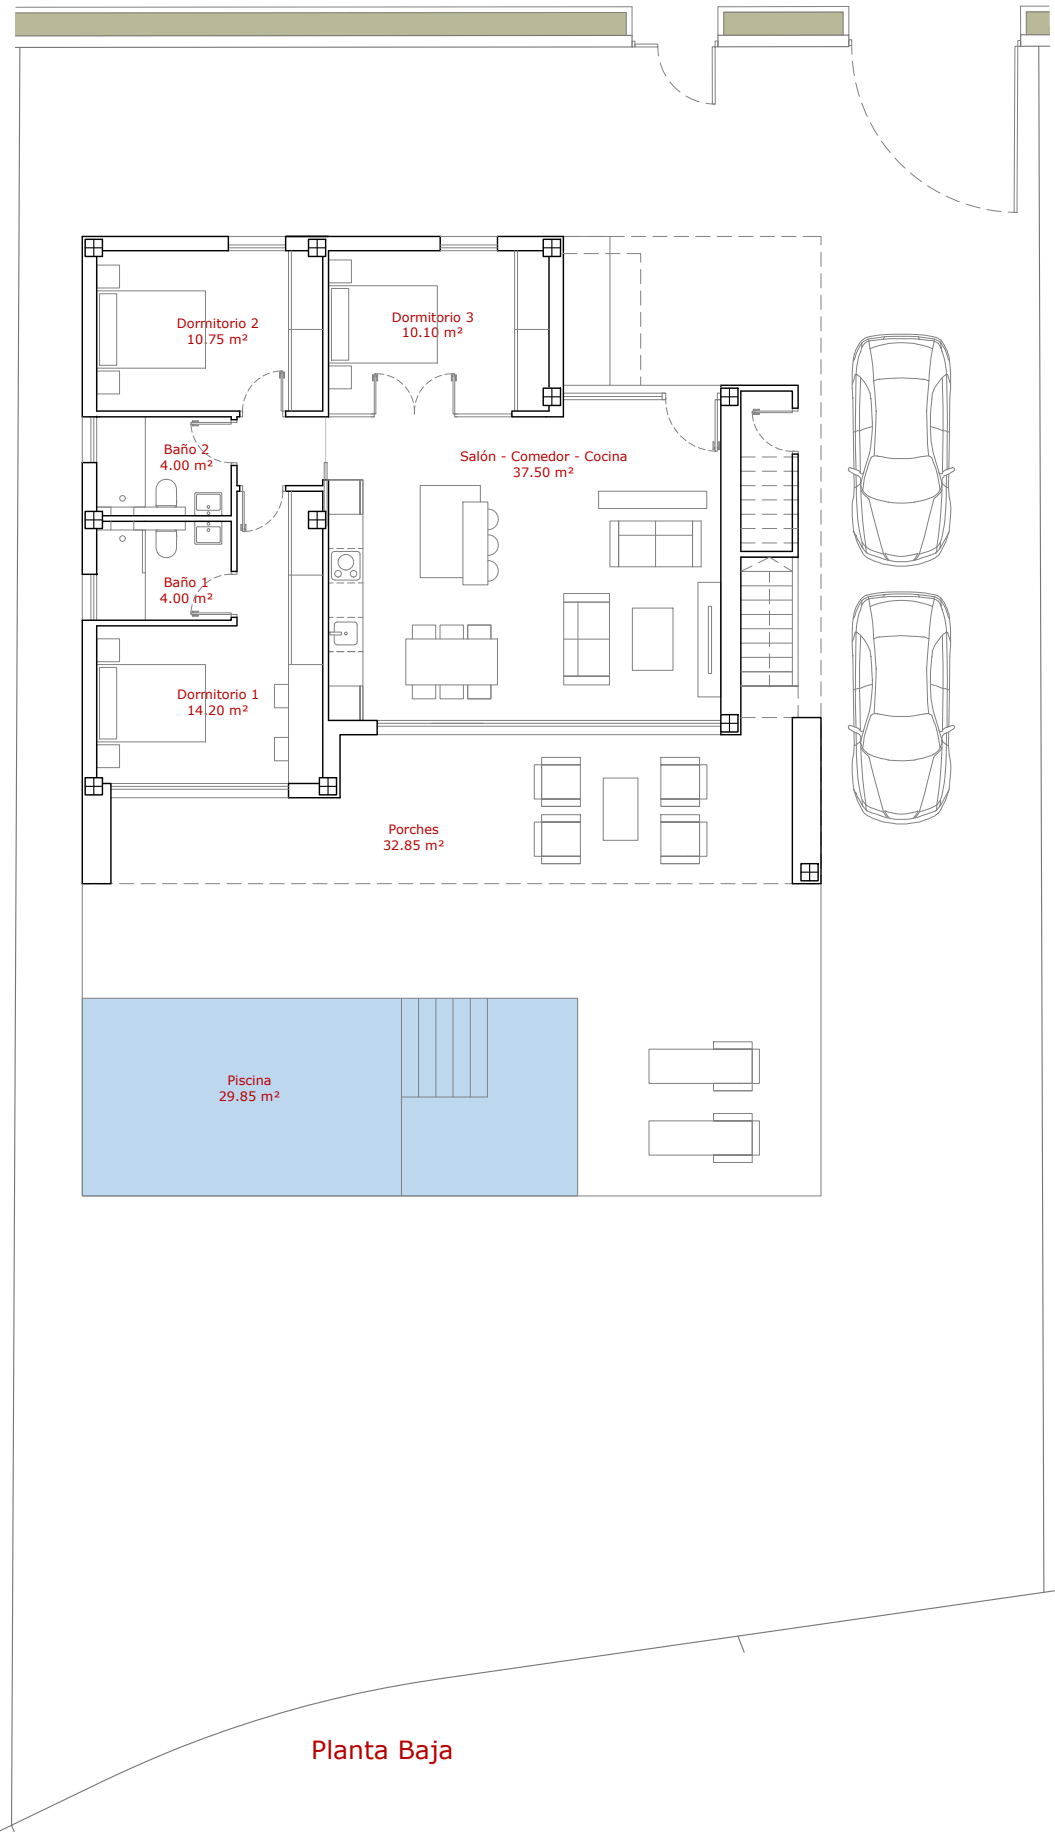 Dormitorio 2
10.75 m²
Dormitorio 3
10.10 m²
Baño 2
4.00 m²
Salón - Comedor - Cocina
37.50 m²
Baño 1
4.00 m²
Dormitorio 1
14.20 m²
Porches
32.85 m²
Piscina
29.85 m²
Planta Baja